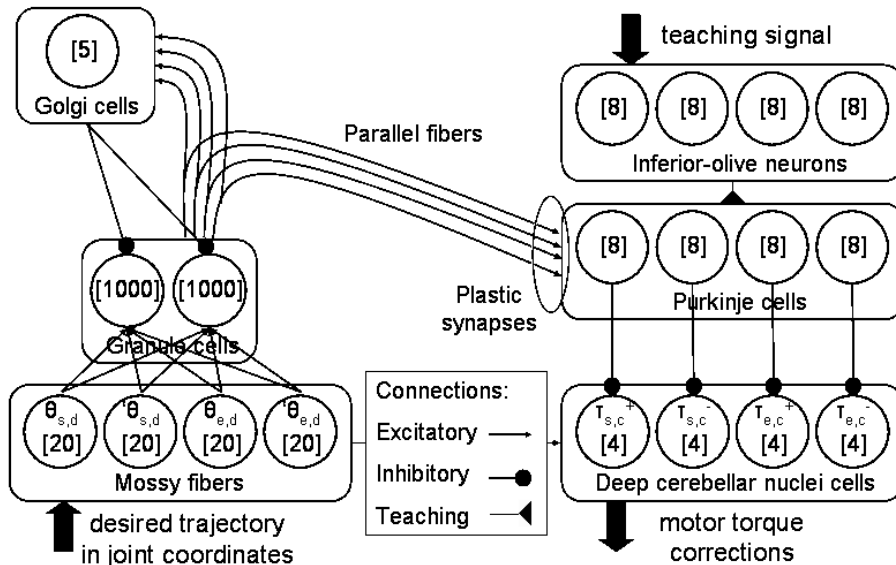 [5]
Golgi cells
teaching signal
[8] [8] [8] [8]
Inferior-olive neurons
Parallel fibers
[8] [8] [8] [8]
Purkinje cells
Plastic
synapses
[1000] [1000]
Granule cells
Connections:
Excitatory
Inhibitory
Teaching
θs,d 'θs,d θe,d 'θe,d
[20] [20] [20] [20]
Mossy fibers
τs,c+ τs,c- τe,c+ τe,c-
[4] [4] [4] [4]
Deep cerebellar nuclei cells
desired trajectory
in joint coordinates
motor torque
corrections